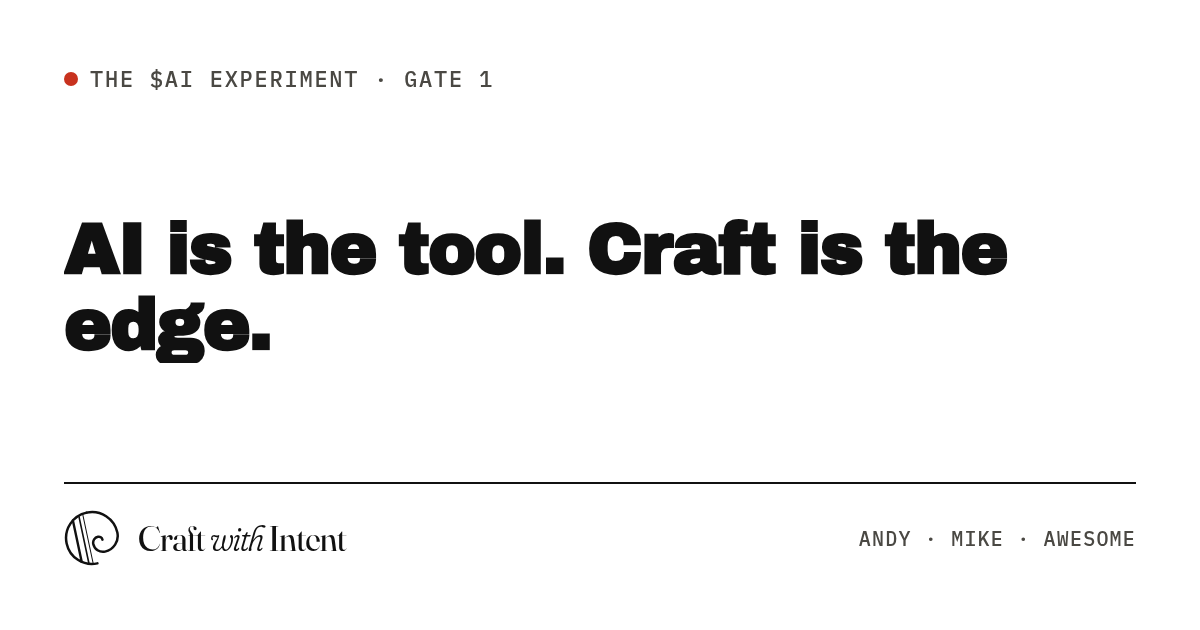 THE $AI EXPERIMENT · GATE 1
AI is the tool. Craft is the
edge.
Craft with Intent
ANDY · MIKE · AWESOME